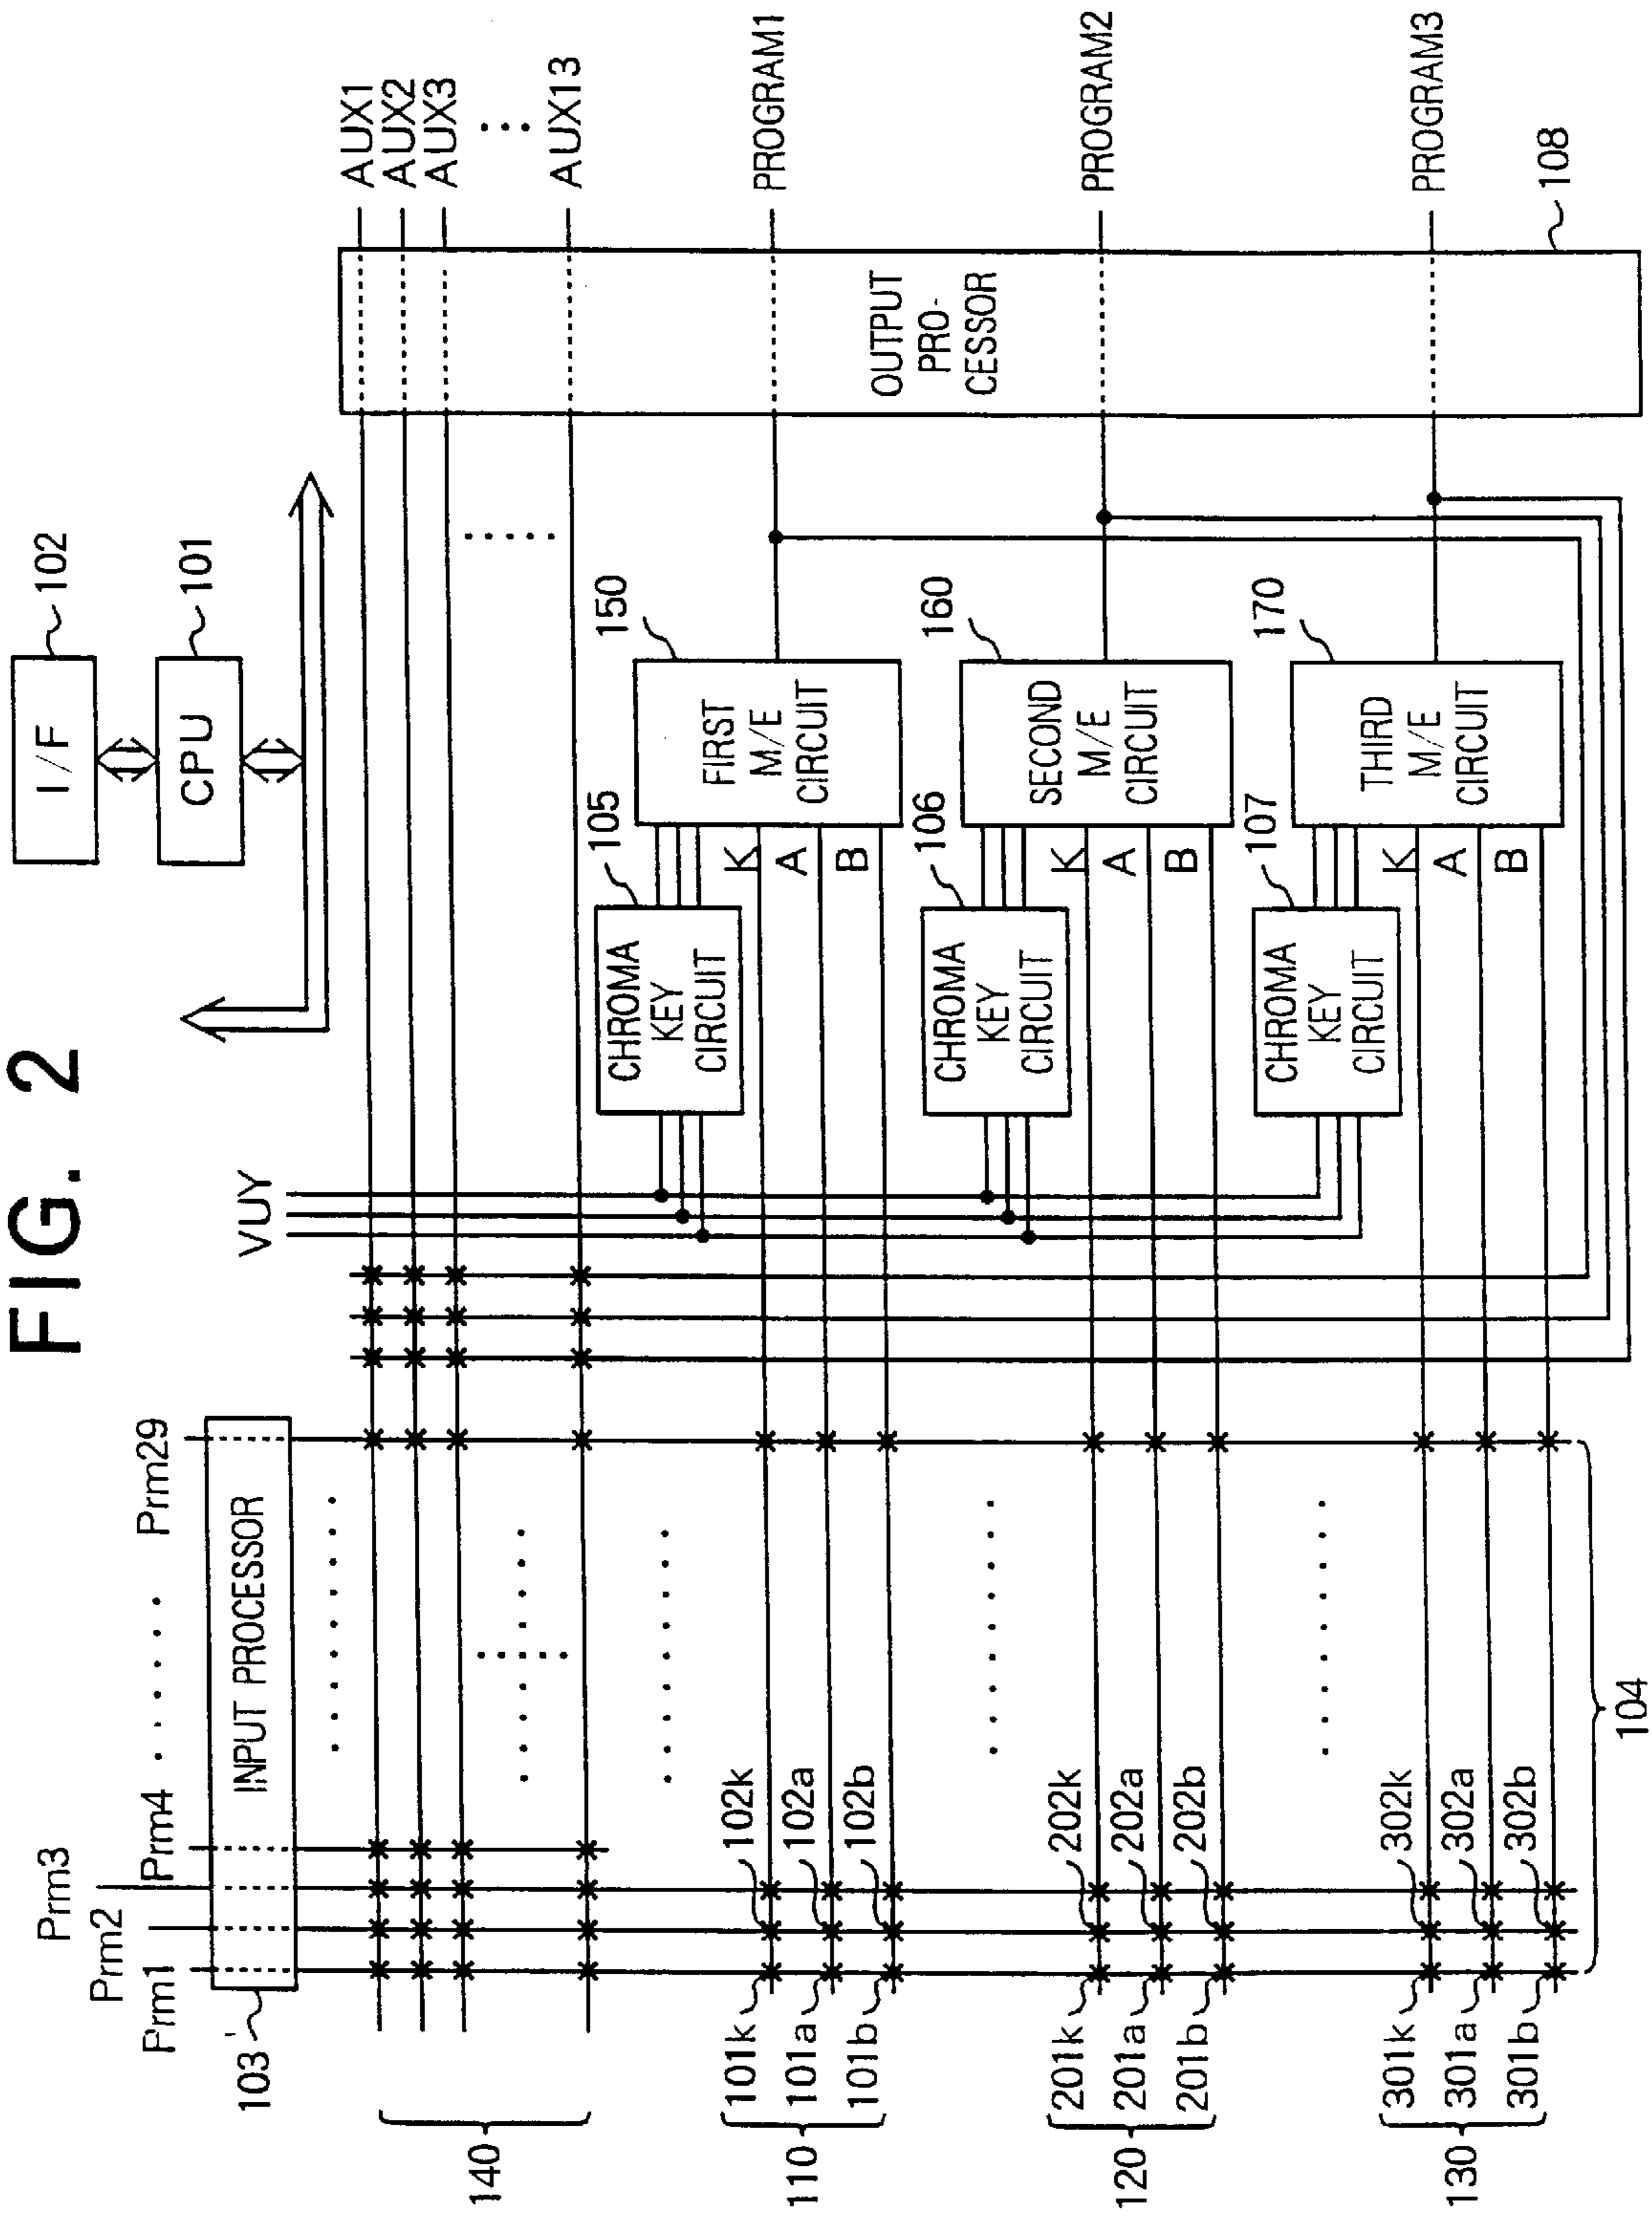 FIG. 2
I/F
102
CPU
101
Prm1
Prm2
Prm3
Prm4
Prm29
103'
INPUT PROCESSOR
VUY
AUX1
AUX2
AUX3
AUX13
140
CHROMA
KEY
CIRCUIT
105
FIRST
M/E
CIRCUIT
150
K
A
B
OUTPUT
PRO-
CESSOR
PROGRAM1
101k
102k
101a
102a
101b
102b
110
CHROMA
KEY
CIRCUIT
106
SECOND
M/E
CIRCUIT
160
K
A
B
PROGRAM2
201k
202k
201a
202a
201b
202b
120
CHROMA
KEY
CIRCUIT
107
THIRD
M/E
CIRCUIT
170
K
A
B
PROGRAM3
301k
302k
301a
302a
301b
302b
130
108
104